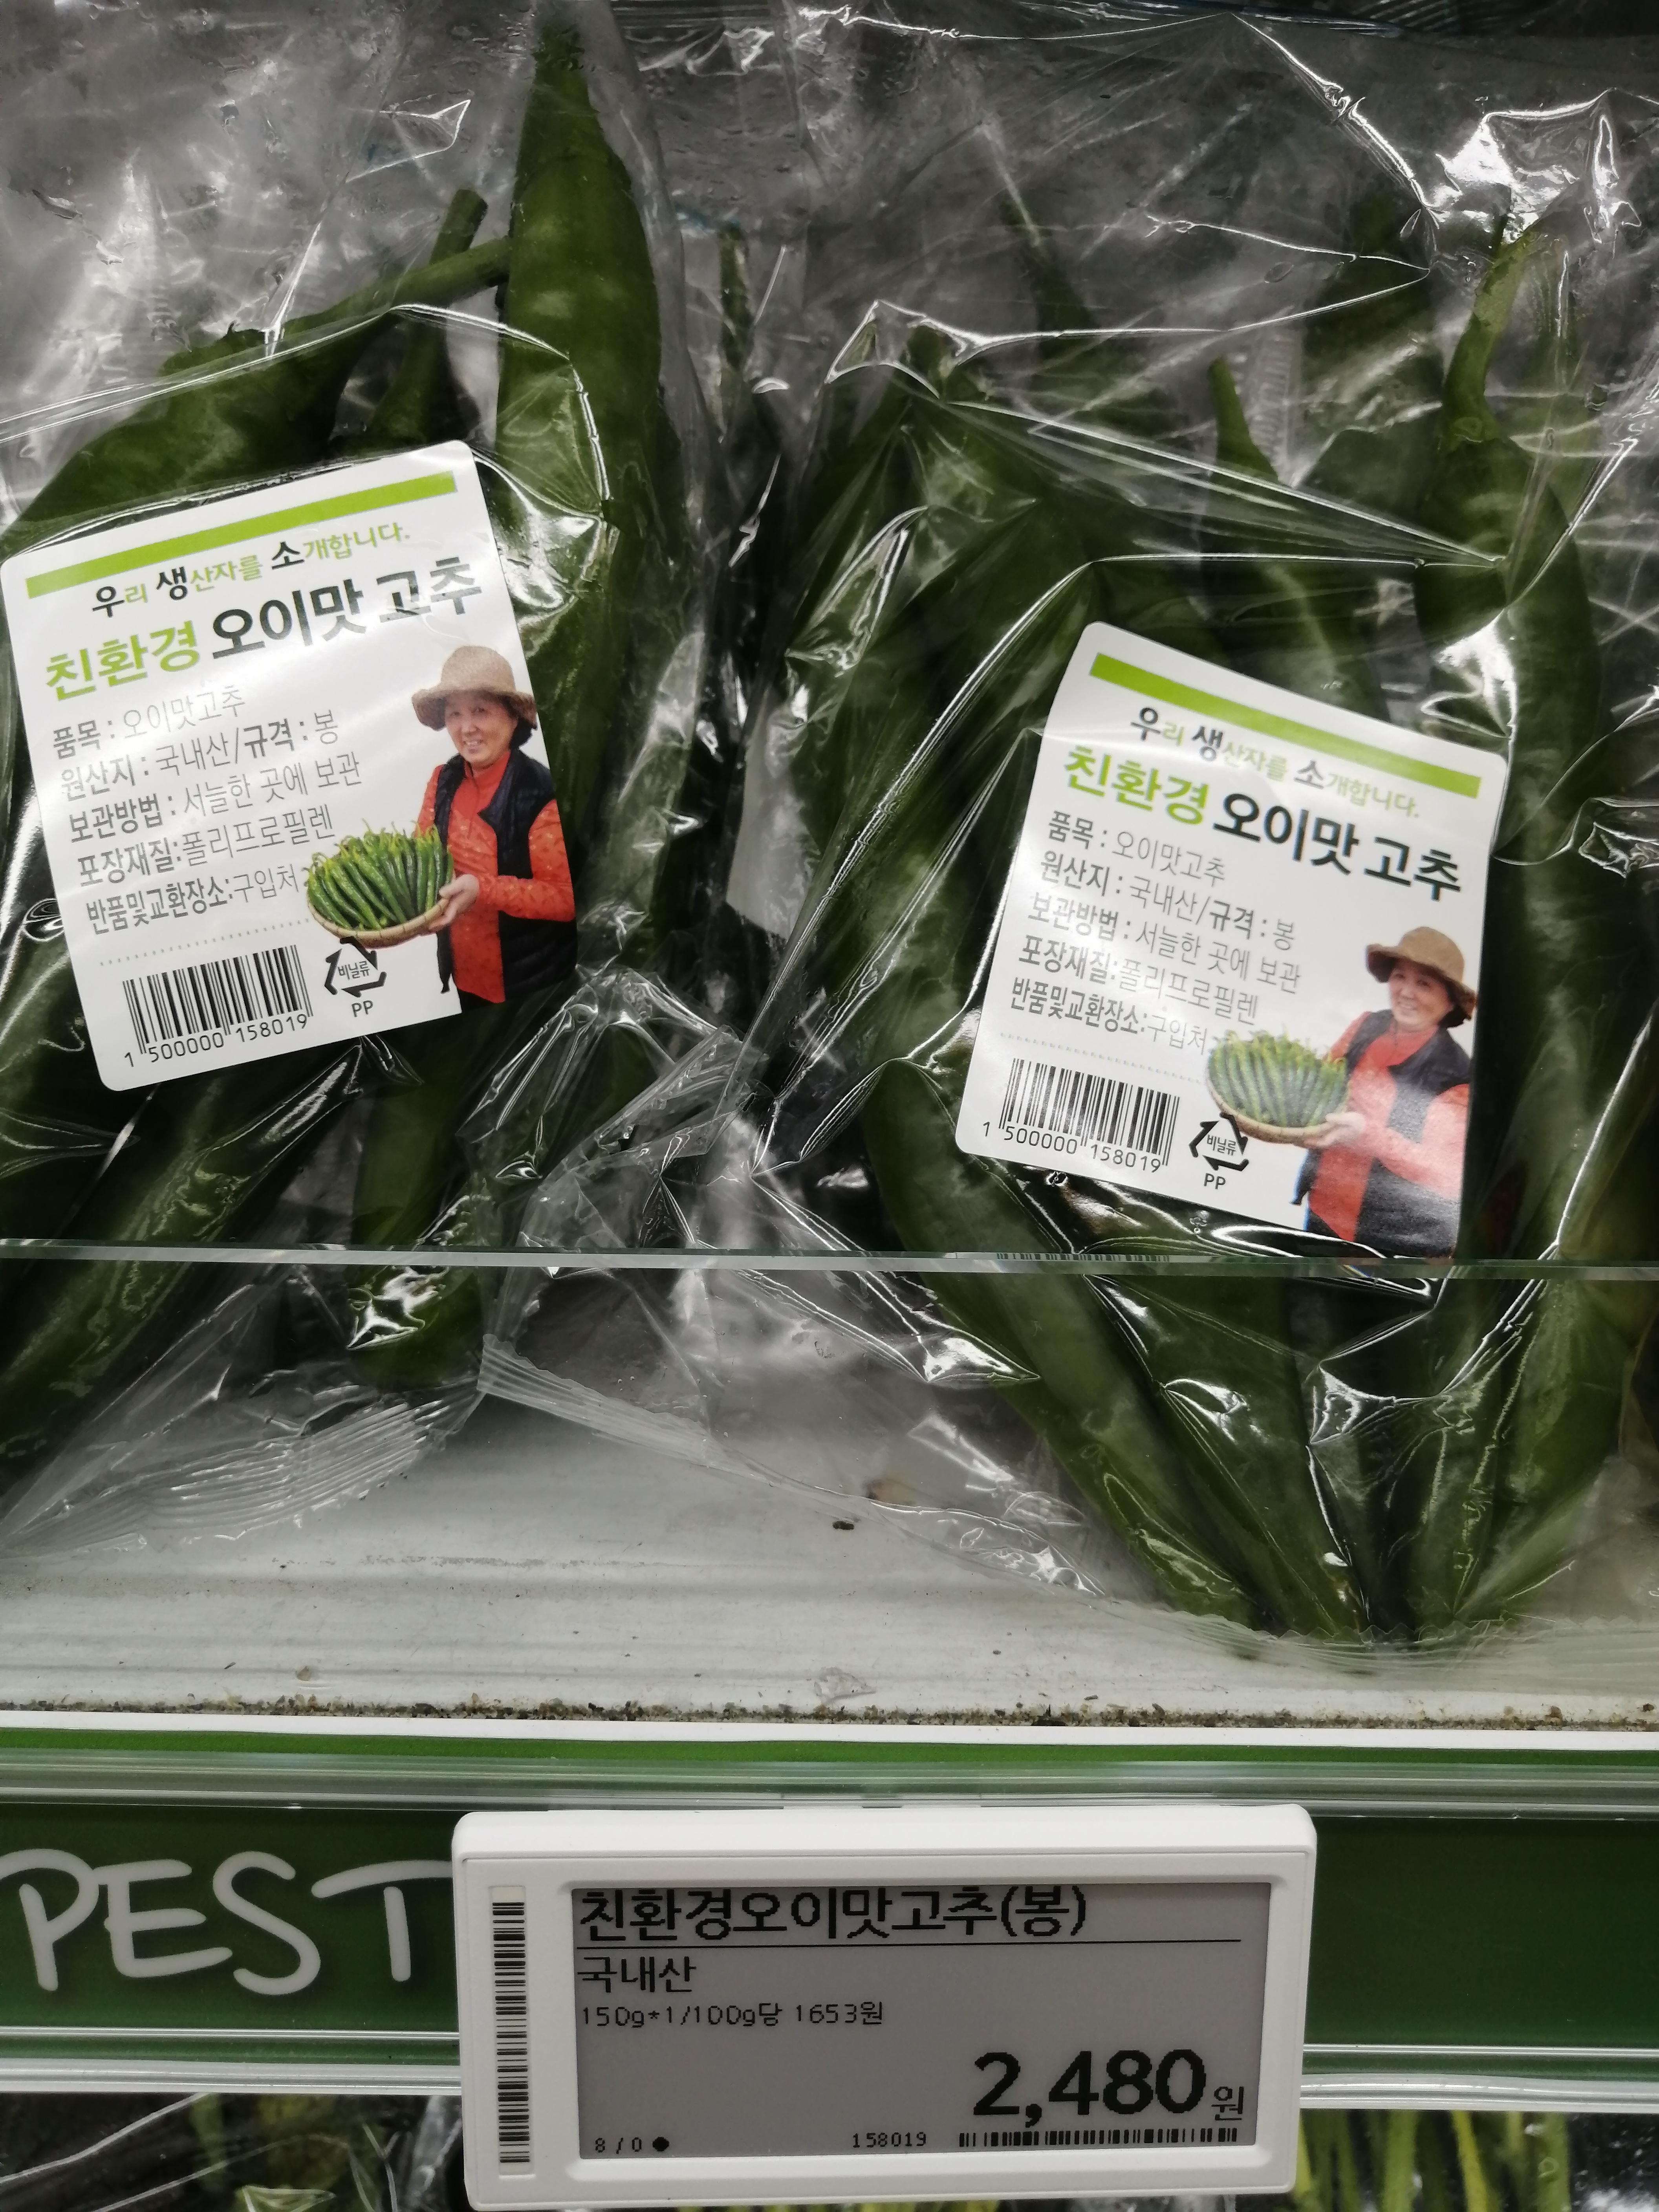 우리 생산자를 소개합니다.
친환경 오이맛 고추
품목 : 오이맛고추
원산지 : 국내산/규격 : 봉
보관방법 : 서늘한 곳에 보관
포장재질:폴리프로필렌
반품및교환장소:구입처
비닐류
PP
1 500000 158019
우리 생산자를 소개합니다.
친환경 오이맛 고추
품목 : 오이맛고추
원산지 : 국내산/규격 : 봉
보관방법 : 서늘한 곳에 보관
포장재질:폴리프로필렌
반품및교환장소:구입처
비닐류
PP
1 500000 158019
PEST
친환경오이맛고추(봉)
국내산
150g*1/100g당 1653원
2,480원
8/0 ● 158019